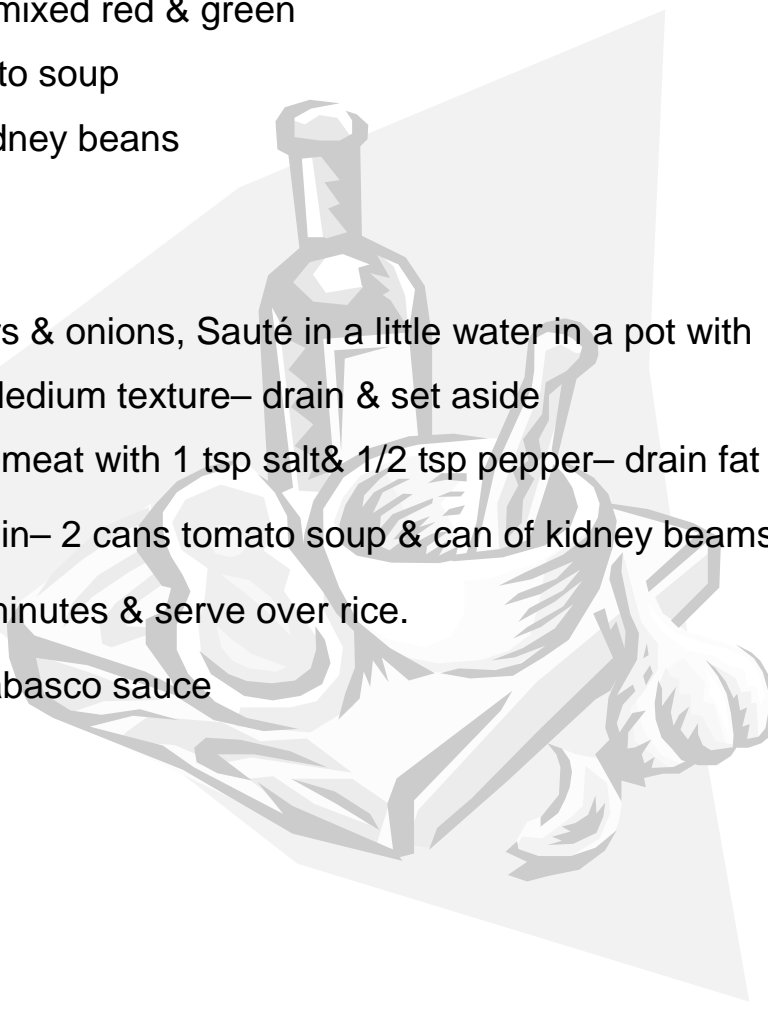 mixed red & green
to soup
dney beans
s & onions, Sauté in a little water in a pot with
edium texture– drain & set aside
meat with 1 tsp salt& 1/2 tsp pepper– drain fat
in– 2 cans tomato soup & can of kidney beams
inutes & serve over rice.
basco sauce